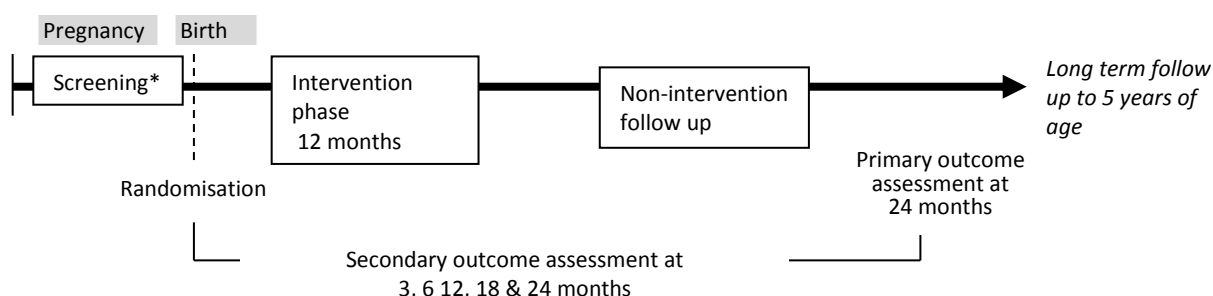 Pregnancy Birth
Screening*
Intervention
phase
12 months
Non-intervention
follow up
Long term follow
up to 5 years of
age
Randomisation
Primary outcome
assessment at
24 months
Secondary outcome assessment at
3, 6 12, 18 & 24 months